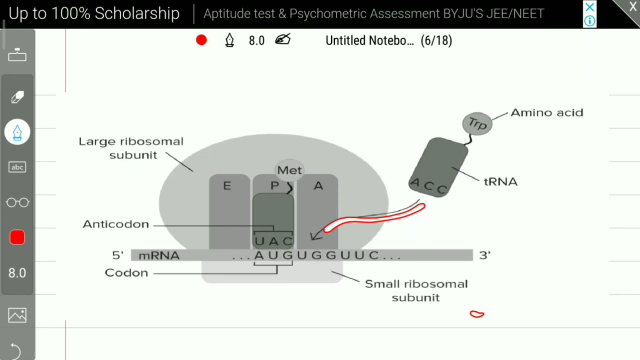 Up to 100% Scholarship
Aptitude test & Psychometric Assessment BYJU'S JEE/NEET
X
8.0
Untitled Notebo... (6/18)
abc
8.0
Large ribosomal
subunit
E
P
A
Met
Trp
Amino acid
ACC
tRNA
Anticodon
UAC
5'
mRNA
...AUGUGGUUC...
3'
Codon
Small ribosomal
subunit